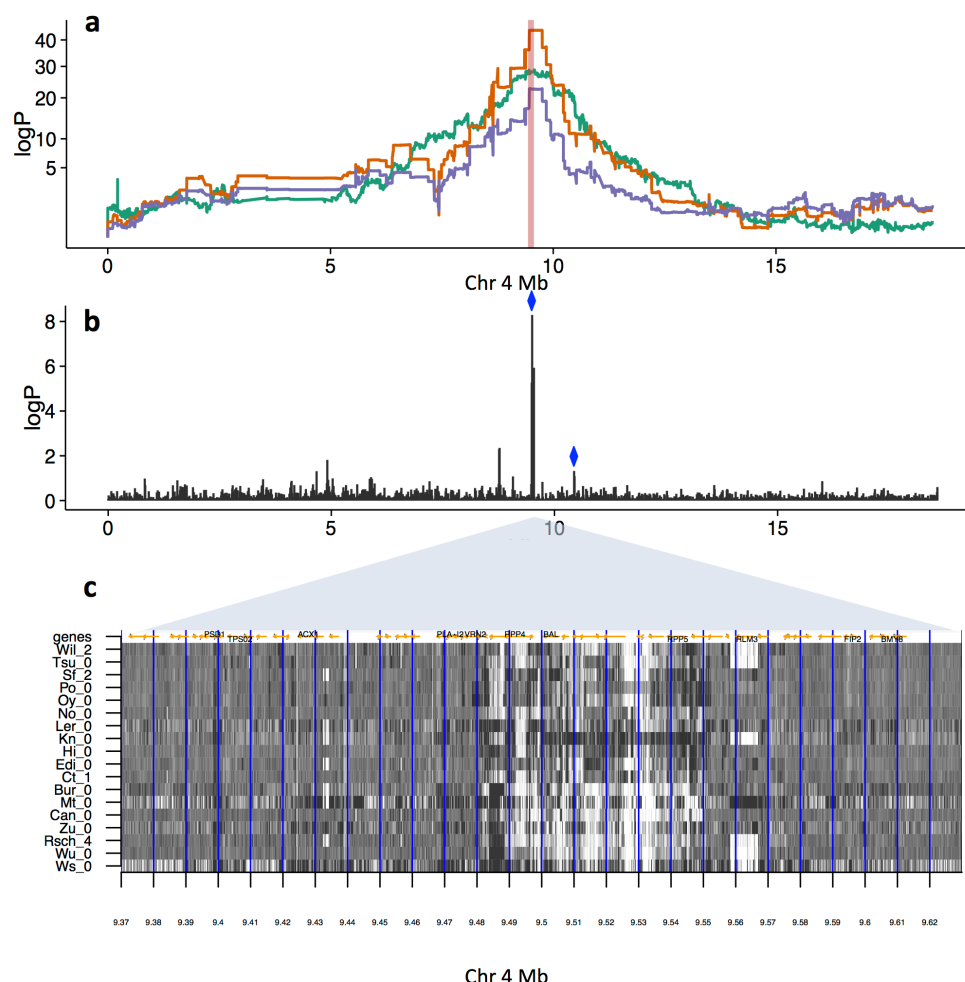 a
40
30
20
10
5
logP
0 5 10 15
Chr 4 Mb
b
8
6
4
2
0
logP
0 5 10 15
c
genes PSD1 TPS02 ACX1 PLA-I2 VRN2 RPP4 BAL RPP5 RLM3 FIP2 BMY8
Wil_2
Tsu_0
Sf_2
Po_0
Oy_0
No_0
Ler_0
Kn_0
Hi_0
Edi_0
Ct_1
Bur_0
Mt_0
Can_0
Zu_0
Rsch_4
Wu_0
Ws_0
9.37 9.38 9.39 9.4 9.41 9.42 9.43 9.44 9.45 9.46 9.47 9.48 9.49 9.5 9.51 9.52 9.53 9.54 9.55 9.56 9.57 9.58 9.59 9.6 9.61 9.62
Chr 4 Mb